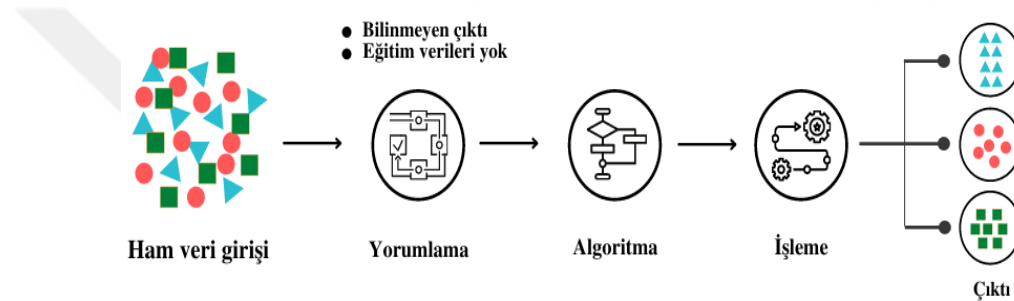 Bilinmeyen çıktı
Eğitim verileri yok
Ham veri girişi
Yorumlama
Algoritma
İşleme
Çıktı